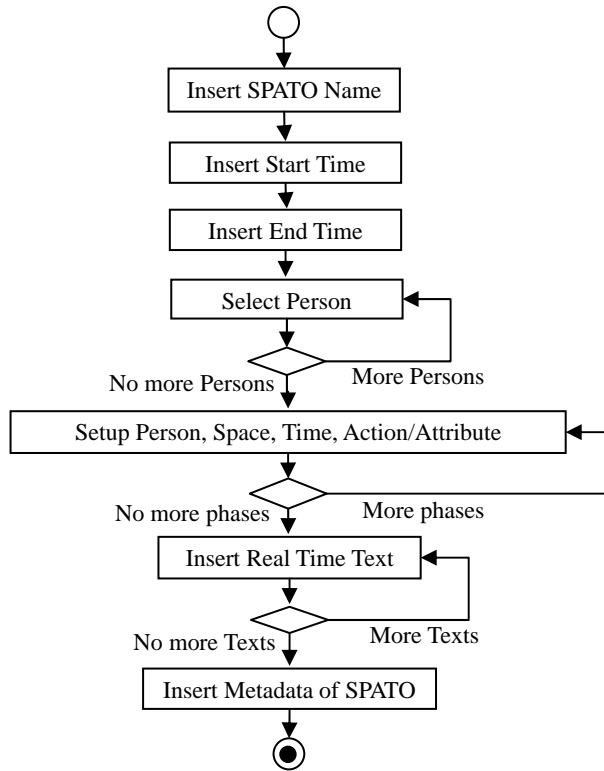 Insert SPATO Name
Insert Start Time
Insert End Time
Select Person
No more Persons
More Persons
Setup Person, Space, Time, Action/Attribute
No more phases
More phases
Insert Real Time Text
No more Texts
More Texts
Insert Metadata of SPATO